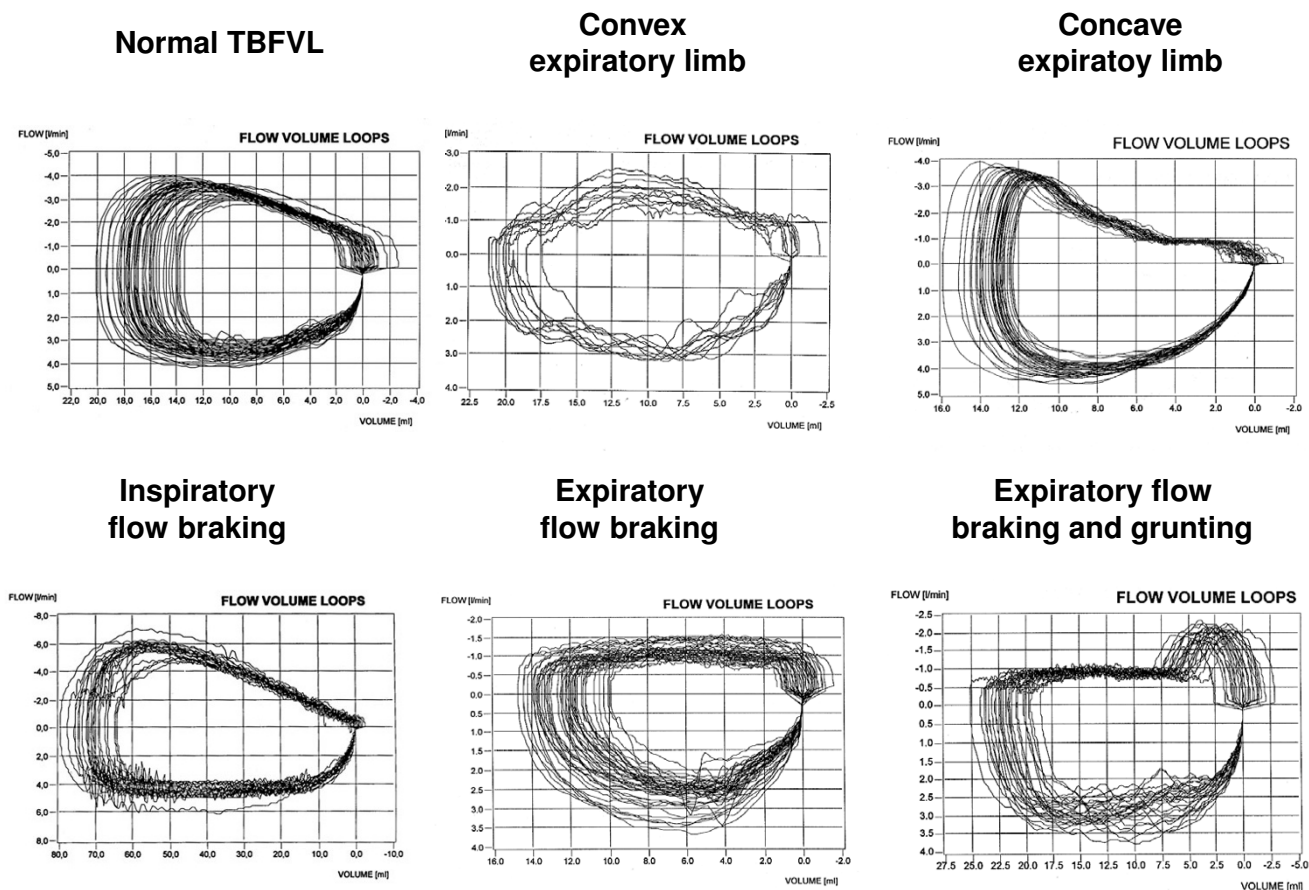 Normal TBFVL
Convex
expiratory limb
Concave
expiratoy limb
FLOW [l/min]
FLOW VOLUME LOOPS
-5,0
-4,0
-3,0
-2,0
-1,0
0,0
1,0
2,0
3,0
4,0
5,0
22,0 20,0 18,0 16,0 14,0 12,0 10,0 8,0 6,0 4,0 2,0 0,0 -2,0 -4,0
VOLUME [ml]
[l/min]
FLOW VOLUME LOOPS
-3.0
-2.0
-1.0
0.0
1.0
2.0
3.0
4.0
22.5 20.0 17.5 15.0 12.5 10.0 7.5 5.0 2.5 0.0 -2.5
VOLUME [ml]
FLOW [l/min]
FLOW VOLUME LOOPS
-4.0
-3.0
-2.0
-1.0
0.0
1.0
2.0
3.0
4.0
5.0
16.0 14.0 12.0 10.0 8.0 6.0 4.0 2.0 0.0 -2.0
VOLUME [ml]
Inspiratory
flow braking
Expiratory
flow braking
Expiratory flow
braking and grunting
FLOW [l/min]
FLOW VOLUME LOOPS
-8,0
-6,0
-4,0
-2,0
0,0
2,0
4,0
6,0
8,0
80,0 70,0 60,0 50,0 40,0 30,0 20,0 10,0 0,0 -10,0
VOLUME [ml]
FLOW [l/min]
FLOW VOLUME LOOPS
-2.0
-1.5
-1.0
-0.5
0.0
0.5
1.0
1.5
2.0
2.5
3.0
3.5
4.0
16.0 14.0 12.0 10.0 8.0 6.0 4.0 2.0 0.0 -2.0
VOLUME [ml]
FLOW [l/min]
FLOW VOLUME LOOPS
-2.5
-2.0
-1.5
-1.0
-0.5
0.0
0.5
1.0
1.5
2.0
2.5
3.0
3.5
4.0
27.5 25.0 22.5 20.0 17.5 15.0 12.5 10.0 7.5 5.0 2.5 0.0 -2.5 -5.0
VOLUME [ml]